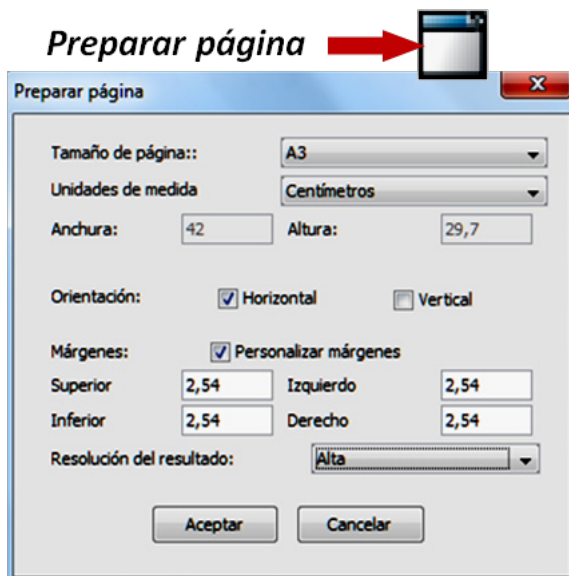 Preparar página
Preparar página
x
Tamaño de página:: A3
Unidades de medida Centímetros
Anchura: 42 Altura: 29,7
Orientación: Horizontal Vertical
Márgenes: Personalizar márgenes
Superior 2,54 Izquierdo 2,54
Inferior 2,54 Derecho 2,54
Resolución del resultado: Alta
Aceptar Cancelar